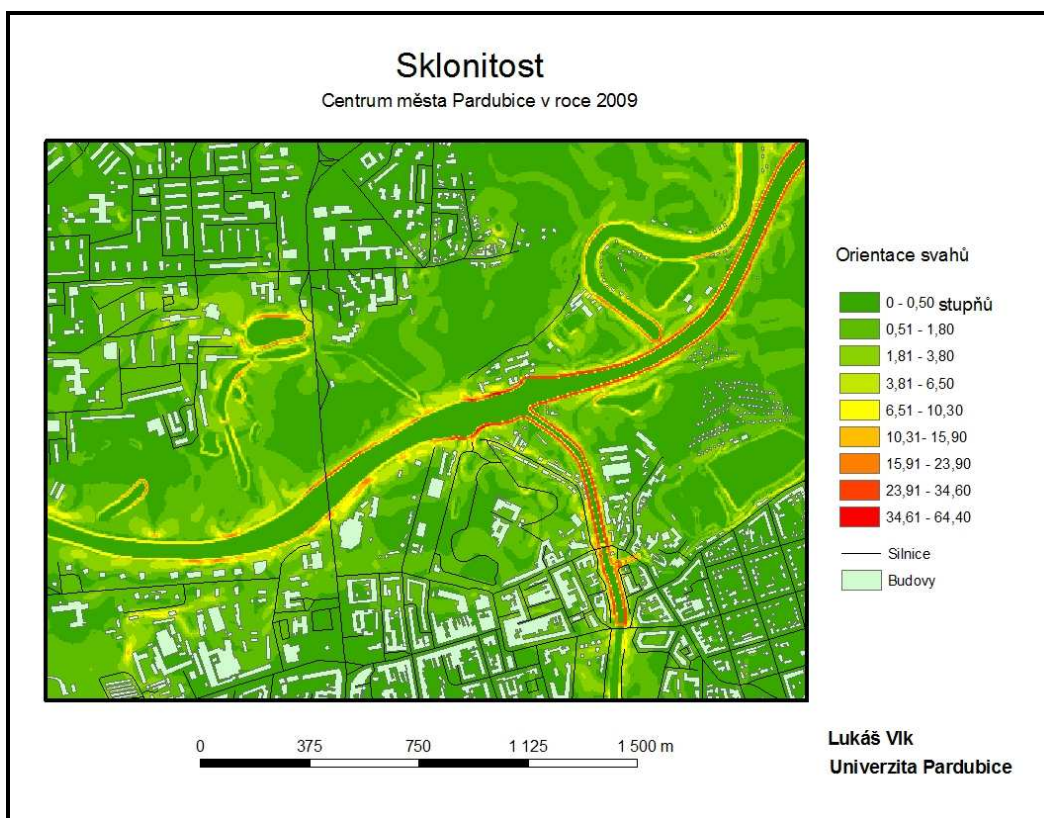 Sklonitost
Centrum města Pardubice v roce 2009
Orientace svahů
0 - 0,50 stupňů
0,51 - 1,80
1,81 - 3,80
3,81 - 6,50
6,51 - 10,30
10,31- 15,90
15,91 - 23,90
23,91 - 34,60
34,61 - 64,40
Silnice
Budovy
0 375 750 1 125 1 500 m
Lukáš Vlk
Univerzita Pardubice